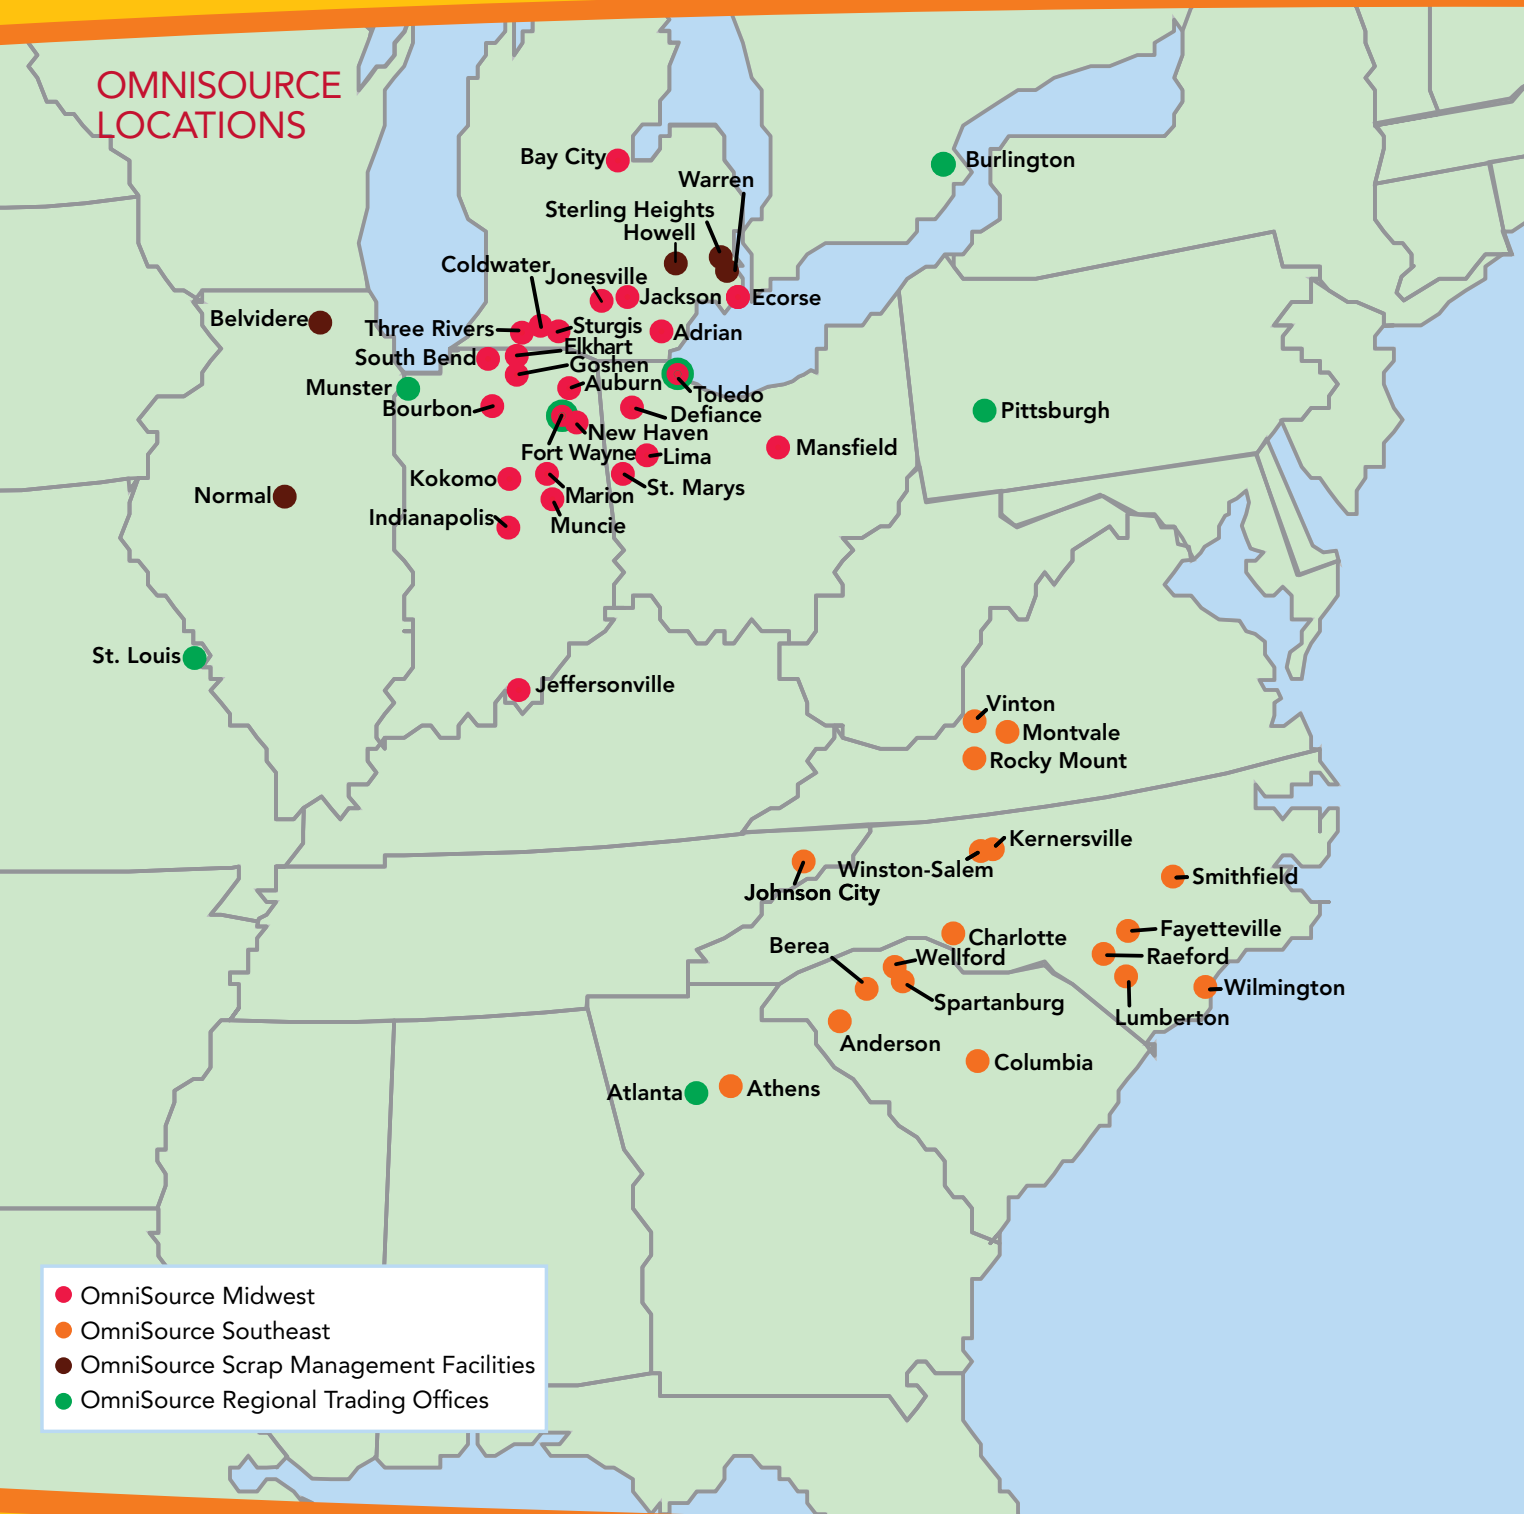 OMNISOURCE
LOCATIONS
Bay City
Burlington
Warren
Sterling Heights
Howell
Coldwater
Jonesville
Jackson
Ecorse
Belvidere
Three Rivers
Sturgis
Adrian
Elkhart
South Bend
Goshen
Munster
Auburn
Toledo
Bourbon
Defiance
Pittsburgh
New Haven
Fort Wayne
Lima
Mansfield
Kokomo
Marion
St. Marys
Normal
Indianapolis
Muncie
St. Louis
Jeffersonville
Vinton
Montvale
Rocky Mount
Kernersville
Winston-Salem
Smithfield
Johnson City
Fayetteville
Charlotte
Berea
Wellford
Raeford
Wilmington
Spartanburg
Lumberton
Anderson
Columbia
Atlanta
Athens
OmniSource Midwest
OmniSource Southeast
OmniSource Scrap Management Facilities
OmniSource Regional Trading Offices